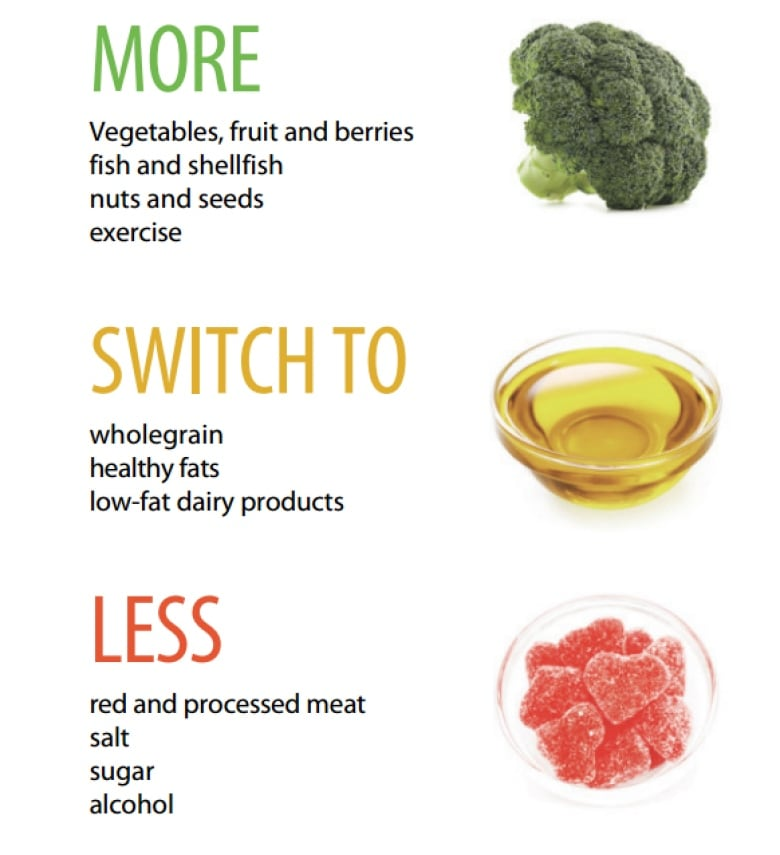 MORE
Vegetables, fruit and berries
fish and shellfish
nuts and seeds
exercise
SWITCH TO
wholegrain
healthy fats
low-fat dairy products
LESS
red and processed meat
salt
sugar
alcohol